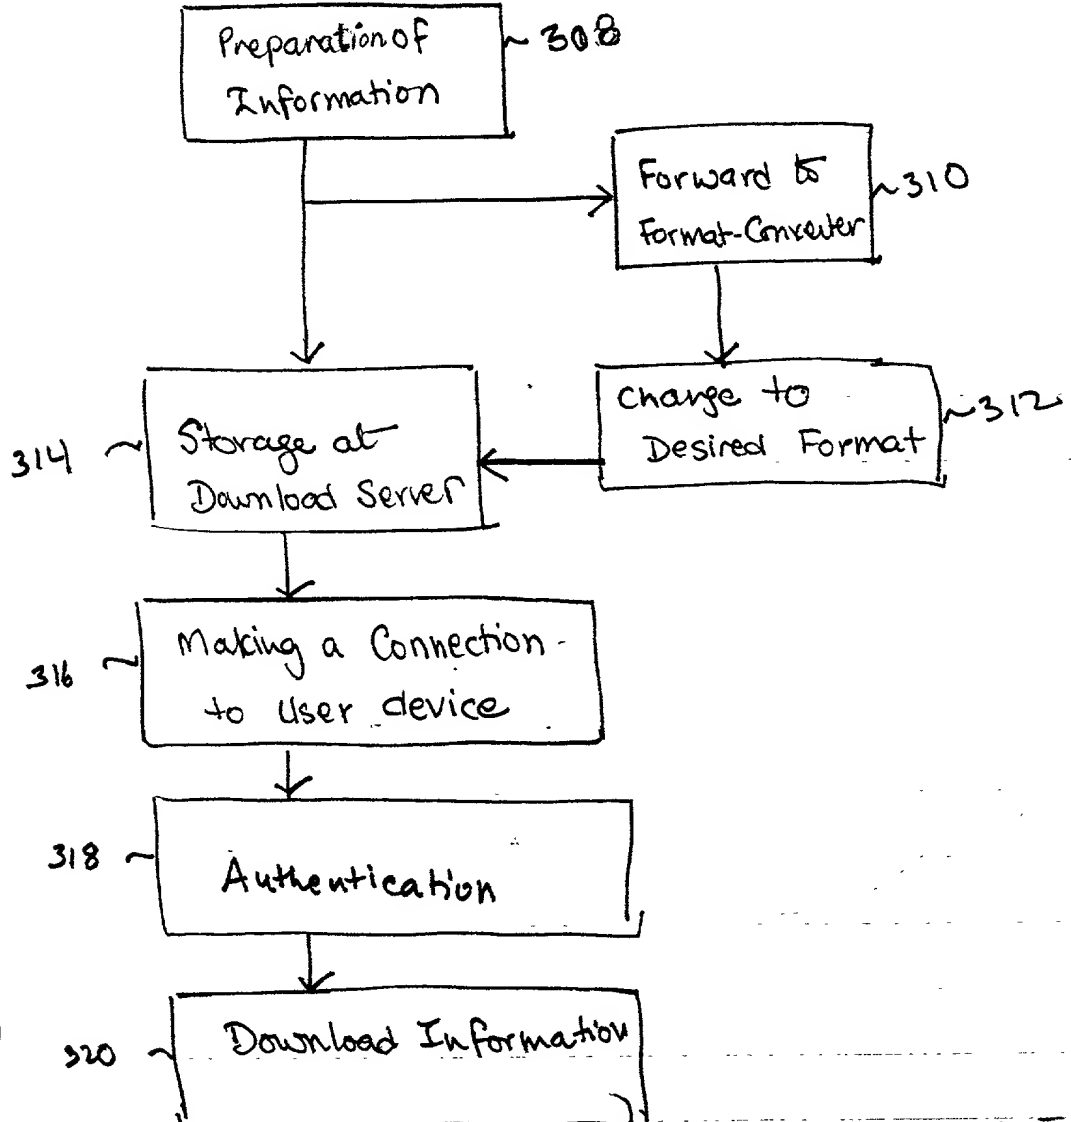 Preparation of
Information
308
Forward to
Format-Converter
310
Change to
Desired Format
312
314
Storage at
Download Server
316
Making a Connection
to User device
318
Authentication
320
Download Information